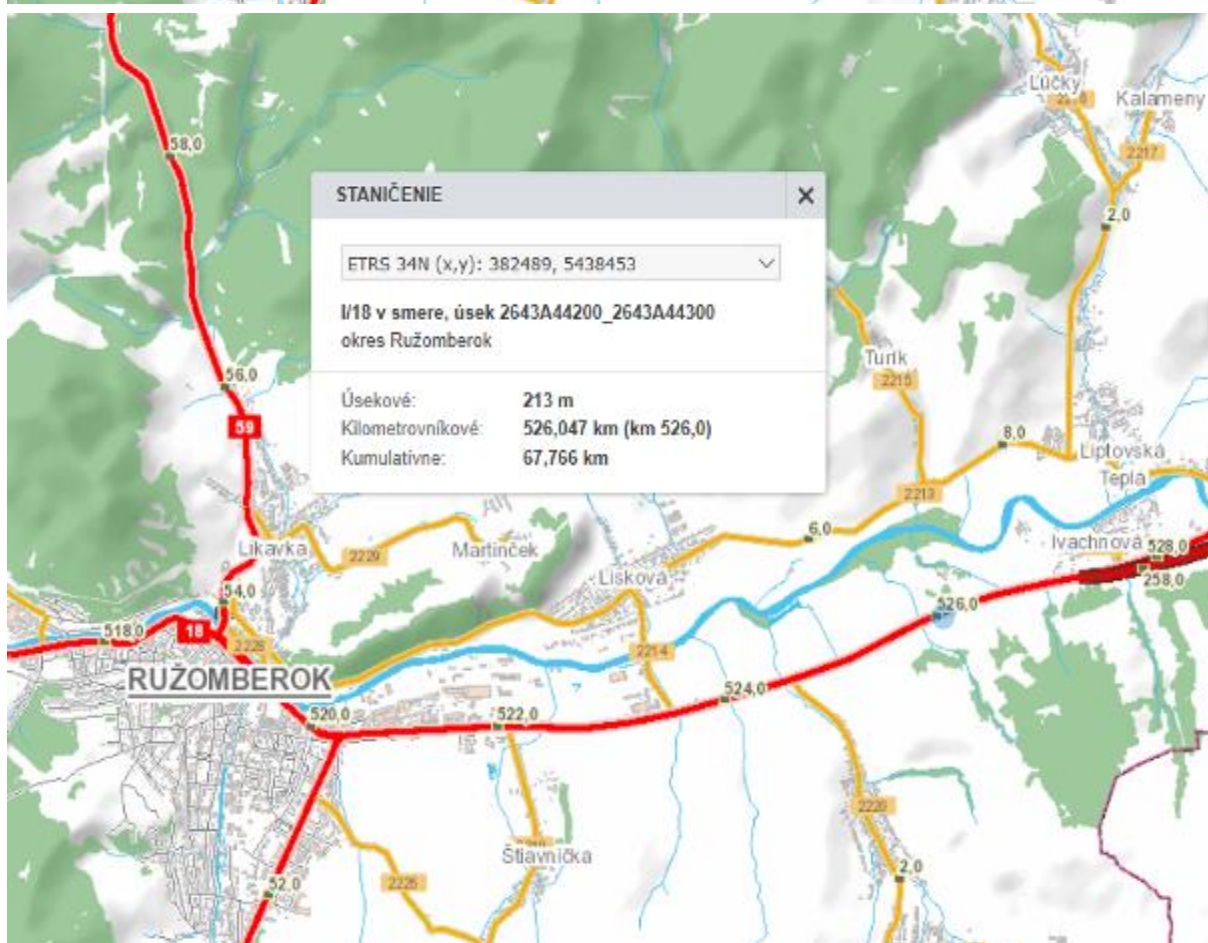 Lúčky
2218
Kalameny
58,0
2217
STANIČENIE
2,0
ETRS 34N (x,y): 382489, 5438453
I/18 v smere, úsek 2643A44200_2643A44300
okres Ružomberok
Turík
2215
56,0
Úsekové: 213 m
59
Kilometrovníkové: 526,047 km (km 526,0)
8,0
Kumulatívne: 67,766 km
Liptovská
Teplá
2213
6,0
Likavka
2229
Martinček
Ivachnová
528,0
Lisková
258,0
54,0
526,0
518,0
18
2228
2214
RUŽOMBEROK
524,0
520,0
522,0
2226
Štiavnička
2,0
52,0
2225